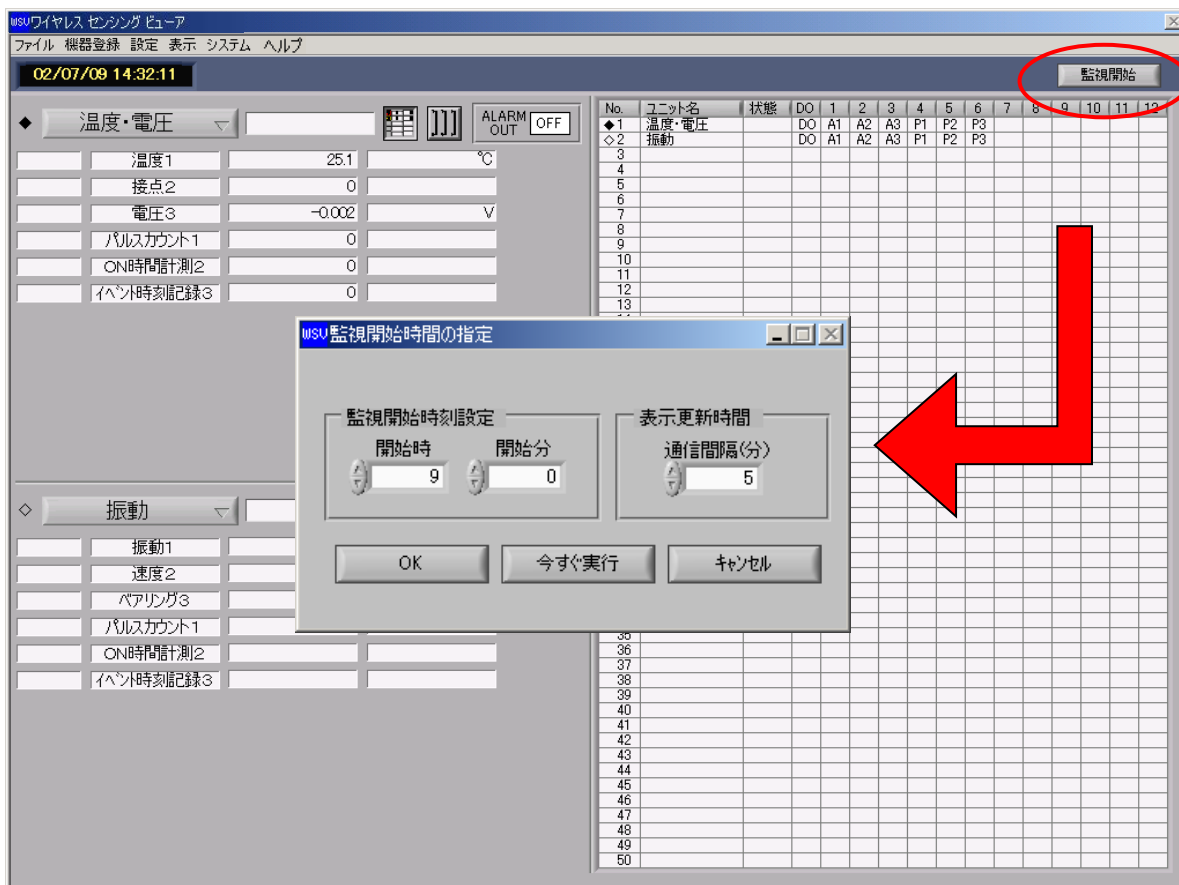 WSVワイヤレス センシング ビューア
ファイル 機器登録 設定 表示 システム ヘルプ
02/07/09 14:32:11
監視開始
◆ 温度・電圧
ALARM OUT OFF
温度1 25.1 ℃
接点2 0
電圧3 -0.002 V
パルスカウント1 0
ON時間計測2 0
イベント時刻記録3 0
◇ 振動
振動1
速度2
ベアリング3
パルスカウント1
ON時間計測2
イベント時刻記録3
No. ユニット名 状態 DO 1 2 3 4 5 6 7 8 9 10 11 12
◆1 温度・電圧 DO A1 A2 A3 P1 P2 P3
◇2 振動 DO A1 A2 A3 P1 P2 P3
3
4
5
6
7
8
9
10
11
12
13
35
36
37
38
39
40
41
42
43
44
45
46
47
48
49
50
WSV監視開始時間の指定
監視開始時刻設定
開始時 開始分
9 0
表示更新時間
通信間隔(分)
5
OK 今すぐ実行 キャンセル